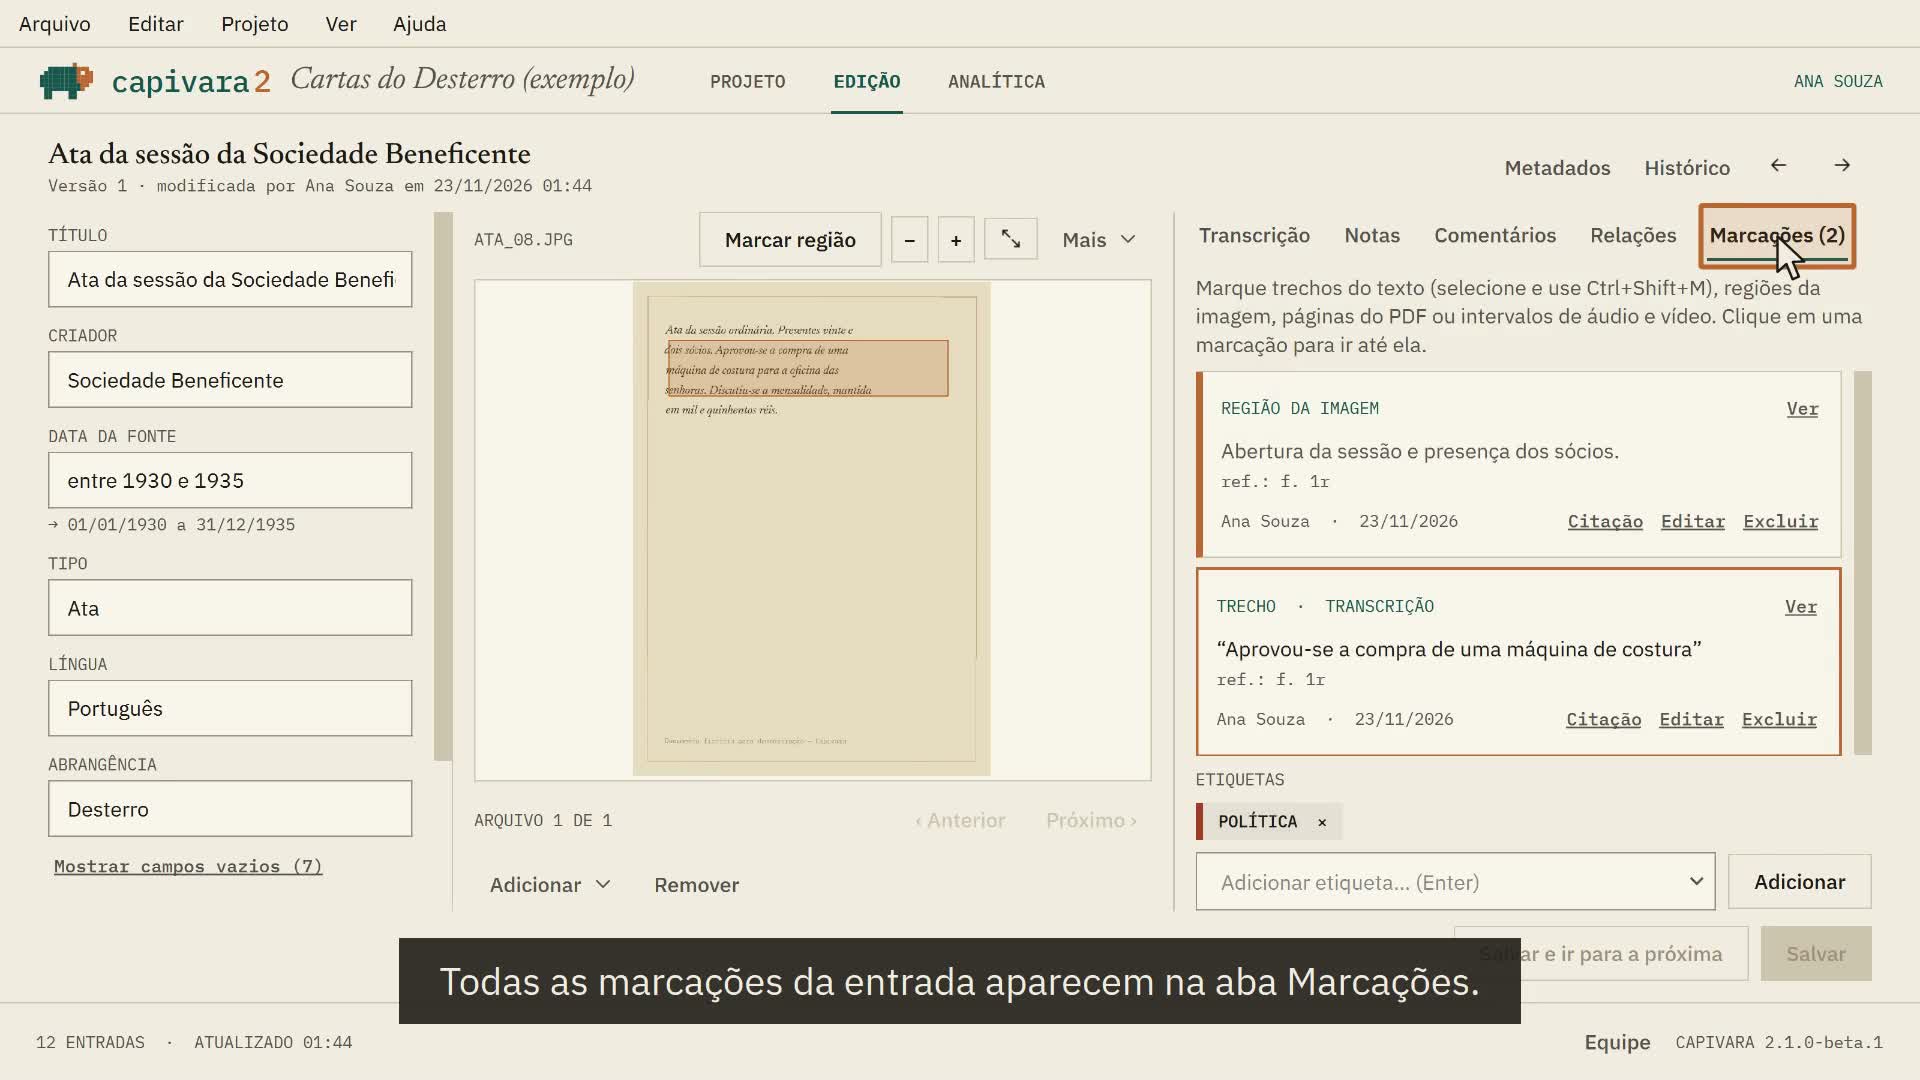 Arquivo Editar Projeto Ver Ajuda
capivara2 Cartas do Desterro (exemplo) PROJETO EDIÇÃO ANALÍTICA ANA SOUZA
Ata da sessão da Sociedade Beneficente
Versão 1 · modificada por Ana Souza em 23/11/2026 01:44
Metadados Histórico ← →
TÍTULO
Ata da sessão da Sociedade Benefi
CRIADOR
Sociedade Beneficente
DATA DA FONTE
entre 1930 e 1935
→ 01/01/1930 a 31/12/1935
TIPO
Ata
LÍNGUA
Português
ABRANGÊNCIA
Desterro
Mostrar campos vazios (7)
ATA_08.JPG Marcar região − + Mais
Ata da sessão ordinária. Presentes vinte e
dois sócios. Aprovou-se a compra de uma
máquina de costura para a oficina das
senhoras. Discutiu-se a mensalidade, mantida
em mil e quinhentos réis.
Documento fictício para demonstração — Capivara
ARQUIVO 1 DE 1 ‹ Anterior Próximo ›
Adicionar Remover
Transcrição Notas Comentários Relações Marcações (2)
Marque trechos do texto (selecione e use Ctrl+Shift+M), regiões da
imagem, páginas do PDF ou intervalos de áudio e vídeo. Clique em uma
marcação para ir até ela.
REGIÃO DA IMAGEM Ver
Abertura da sessão e presença dos sócios.
ref.: f. 1r
Ana Souza · 23/11/2026 Citação Editar Excluir
TRECHO · TRANSCRIÇÃO Ver
“Aprovou-se a compra de uma máquina de costura”
ref.: f. 1r
Ana Souza · 23/11/2026 Citação Editar Excluir
ETIQUETAS
POLÍTICA ×
Adicionar etiqueta... (Enter) Adicionar
Salvar e ir para a próxima Salvar
Todas as marcações da entrada aparecem na aba Marcações.
12 ENTRADAS · ATUALIZADO 01:44 Equipe CAPIVARA 2.1.0-beta.1